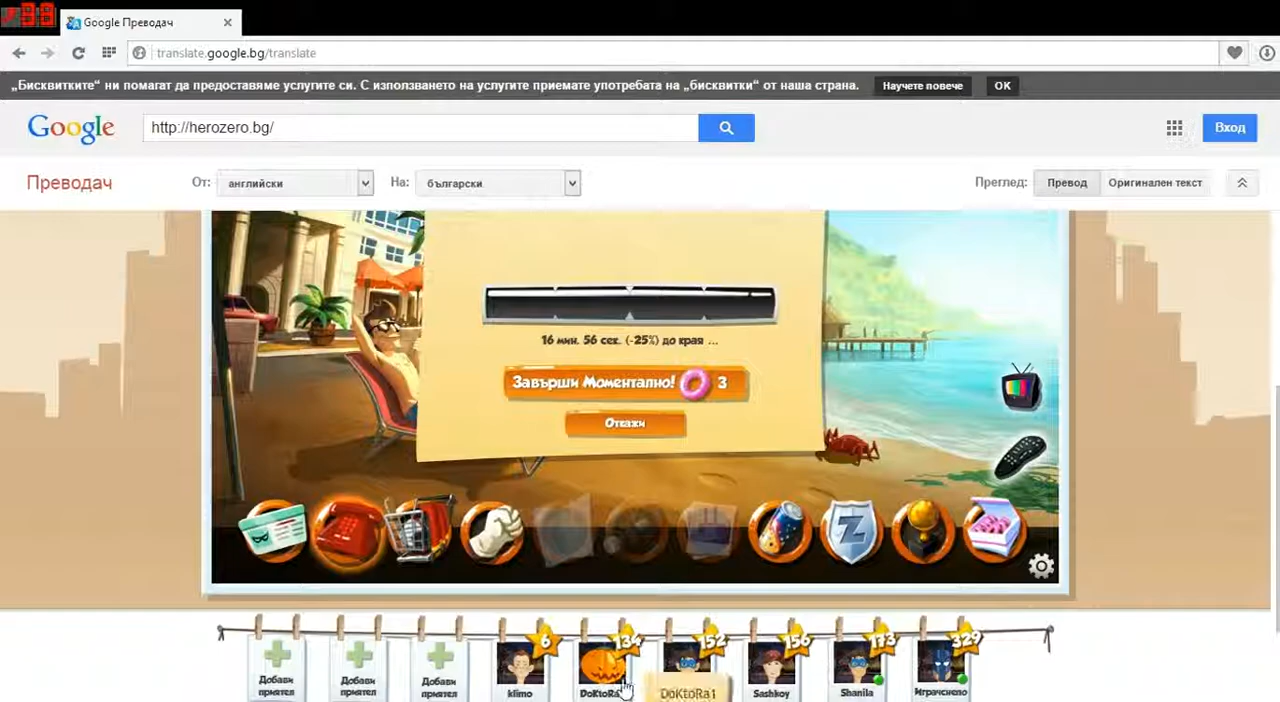 99
Google Преводач
translate.google.bg/translate
„Бисквитките“ ни помагат да предоставяме услугите си. С използването на услугите приемате употребата на „бисквитки“ от наша страна. Научете повече OK
Google http://herozero.bg/ Вход
Преводач От: английски На: български Преглед: Превод Оригинален текст
16 мин. 56 сек. (-25%) до края ...
Завърши Моментално! 3
Откажи
Z
6 134 152 156 173 329
Добави приятел Добави приятел Добави приятел klimo DoKtoRa DoKtoRa1 Sashkoy Shanila Играчснело